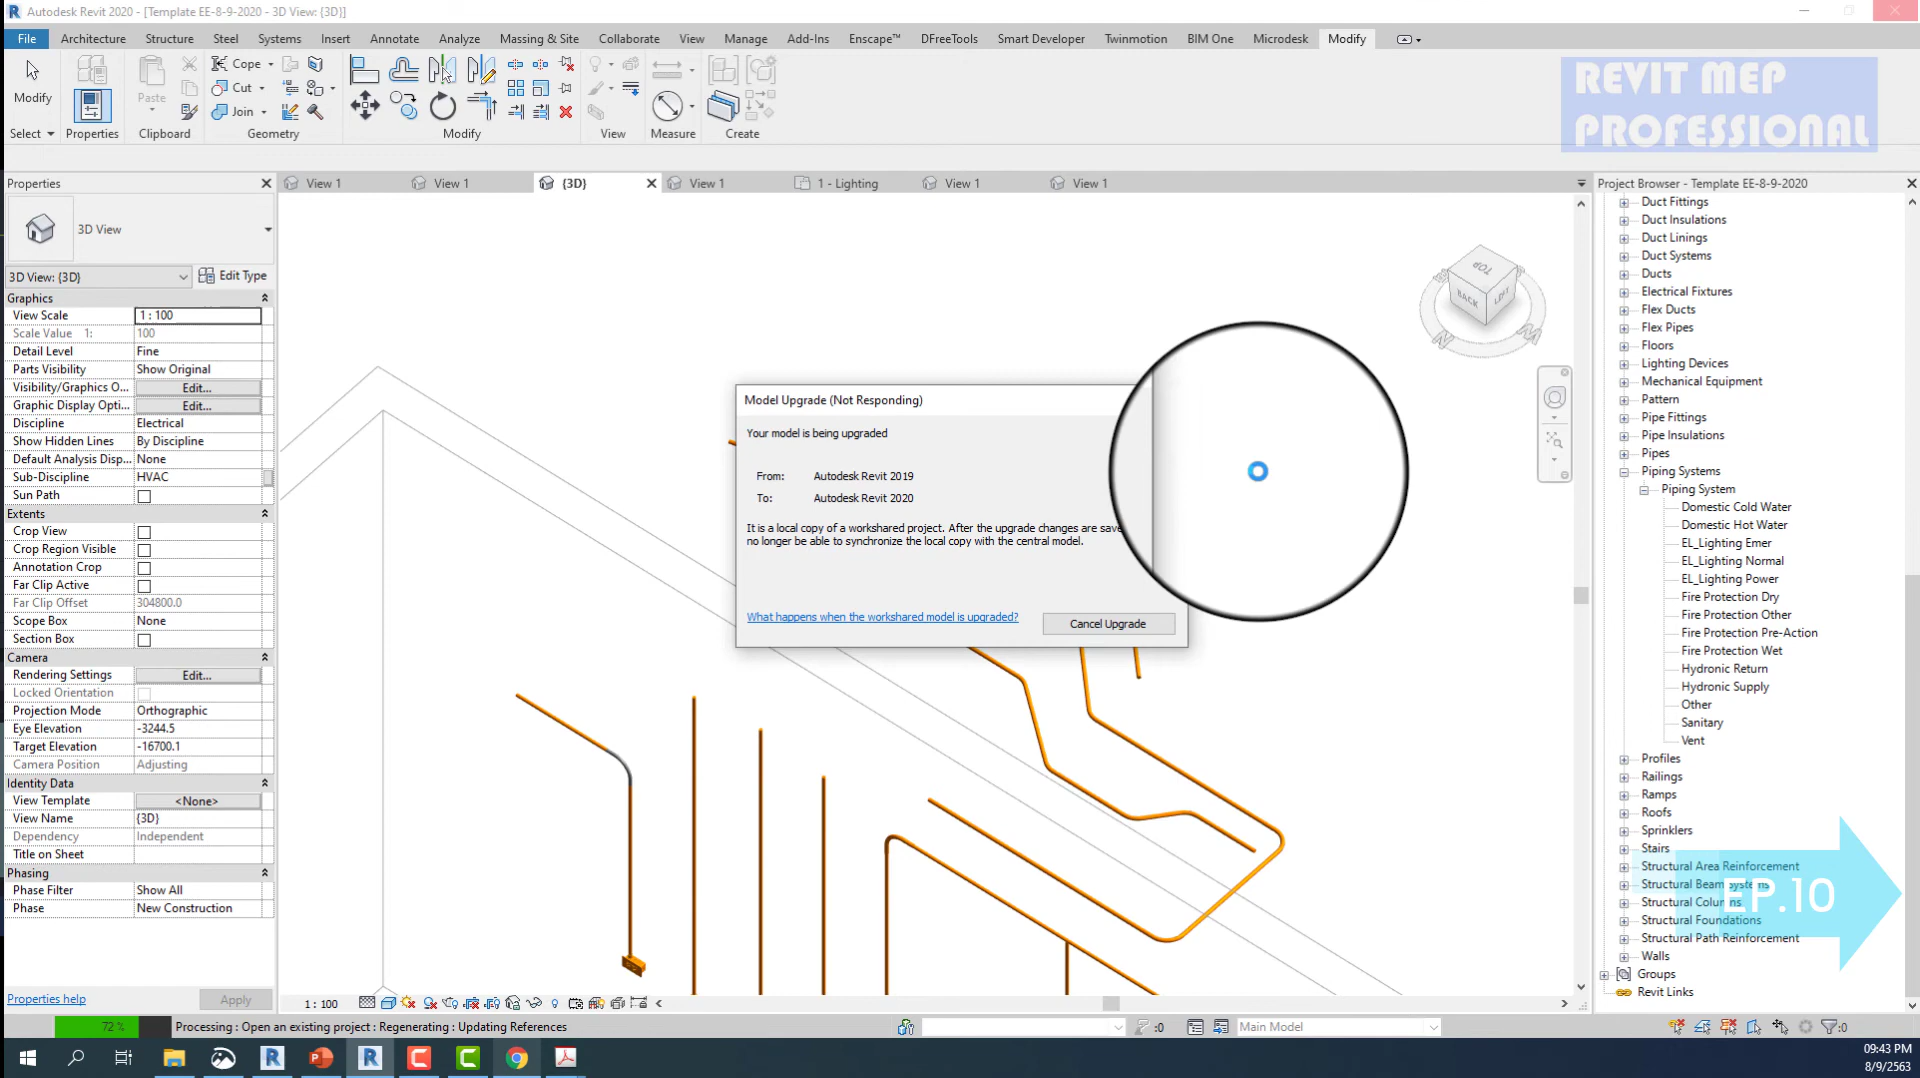 Autodesk Revit 2020 - [Template EE-8-9-2020 - 3D View: {3D}]
File Architecture Structure Steel Systems Insert Annotate Analyze Massing & Site Collaborate View Manage Add-Ins Enscape™ DFreeTools Smart Developer Twinmotion BIM One Microdesk Modify
Modify
Paste
Cope
Cut
Join
Select Properties Clipboard Geometry Modify View Measure Create
REVIT MEP
PROFESSIONAL
Properties
View 1 View 1 {3D} View 1 1 - Lighting View 1 View 1
Project Browser - Template EE-8-9-2020
3D View
3D View: {3D} Edit Type
Graphics
View Scale 1 : 100
Scale Value 1: 100
Detail Level Fine
Parts Visibility Show Original
Visibility/Graphics O... Edit...
Graphic Display Opti... Edit...
Discipline Electrical
Show Hidden Lines By Discipline
Default Analysis Disp... None
Sub-Discipline HVAC
Sun Path
Extents
Crop View
Crop Region Visible
Annotation Crop
Far Clip Active
Far Clip Offset 304800.0
Scope Box None
Section Box
Camera
Rendering Settings Edit...
Locked Orientation
Projection Mode Orthographic
Eye Elevation -3244.5
Target Elevation -16700.1
Camera Position Adjusting
Identity Data
View Template <None>
View Name {3D}
Dependency Independent
Title on Sheet
Phasing
Phase Filter Show All
Phase New Construction
Properties help Apply
TOP
BACK
LEFT
Model Upgrade (Not Responding)
Your model is being upgraded
From: Autodesk Revit 2019
To: Autodesk Revit 2020
It is a local copy of a workshared project. After the upgrade changes are save
no longer be able to synchronize the local copy with the central model.
What happens when the workshared model is upgraded? Cancel Upgrade
Duct Fittings
Duct Insulations
Duct Linings
Duct Systems
Ducts
Electrical Fixtures
Flex Ducts
Flex Pipes
Floors
Lighting Devices
Mechanical Equipment
Pattern
Pipe Fittings
Pipe Insulations
Pipes
Piping Systems
Piping System
Domestic Cold Water
Domestic Hot Water
EL_Lighting Emer
EL_Lighting Normal
EL_Lighting Power
Fire Protection Dry
Fire Protection Other
Fire Protection Pre-Action
Fire Protection Wet
Hydronic Return
Hydronic Supply
Other
Sanitary
Vent
Profiles
Railings
Ramps
Roofs
Sprinklers
Stairs
Structural Area Reinforcement
Structural Beam Systems
EP.10
Structural Columns
Structural Foundations
Structural Path Reinforcement
Walls
Groups
Revit Links
1 : 100
72 % Processing : Open an existing project : Regenerating : Updating References
:0 Main Model :0
09:43 PM
8/9/2563